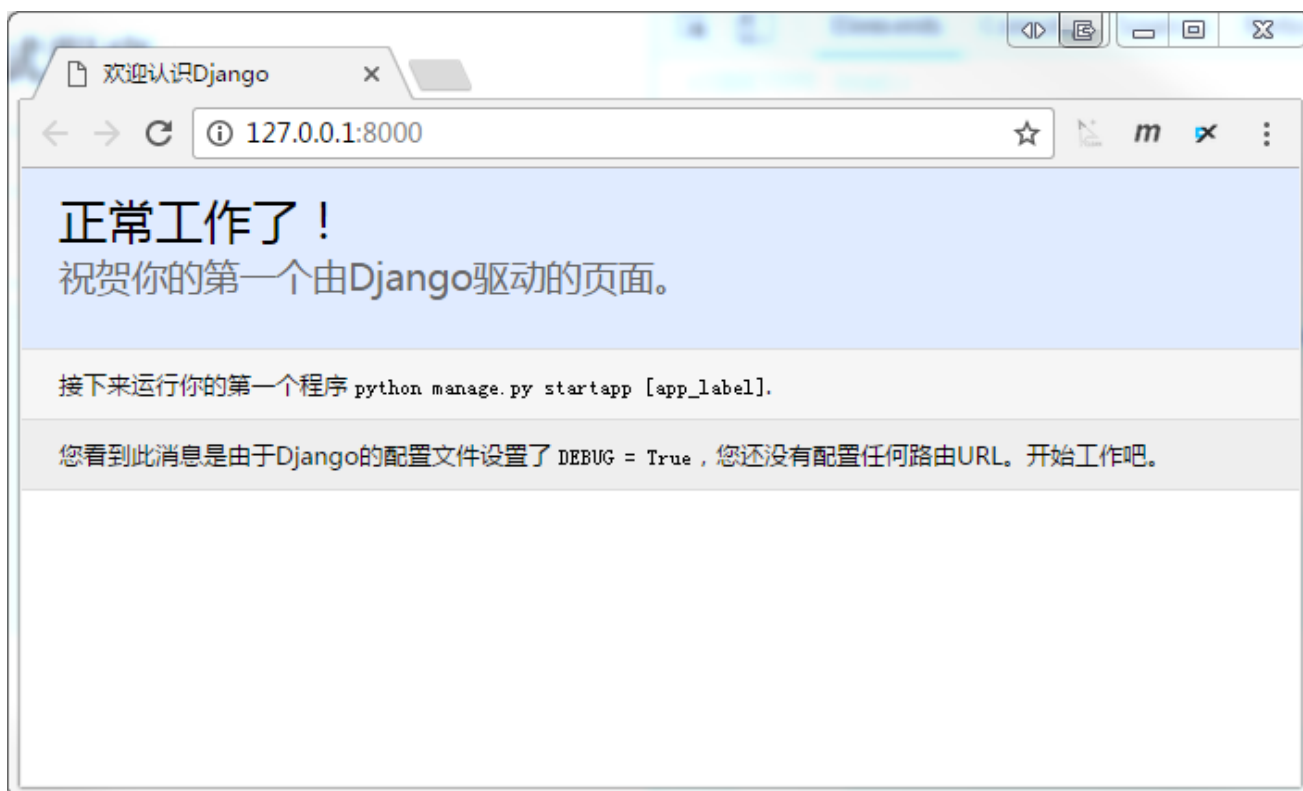 欢迎认识Django
127.0.0.1:8000
m
正常工作了！
祝贺你的第一个由Django驱动的页面。
接下来运行你的第一个程序 python manage.py startapp [app_label].
您看到此消息是由于Django的配置文件设置了 DEBUG = True，您还没有配置任何路由URL。开始工作吧。